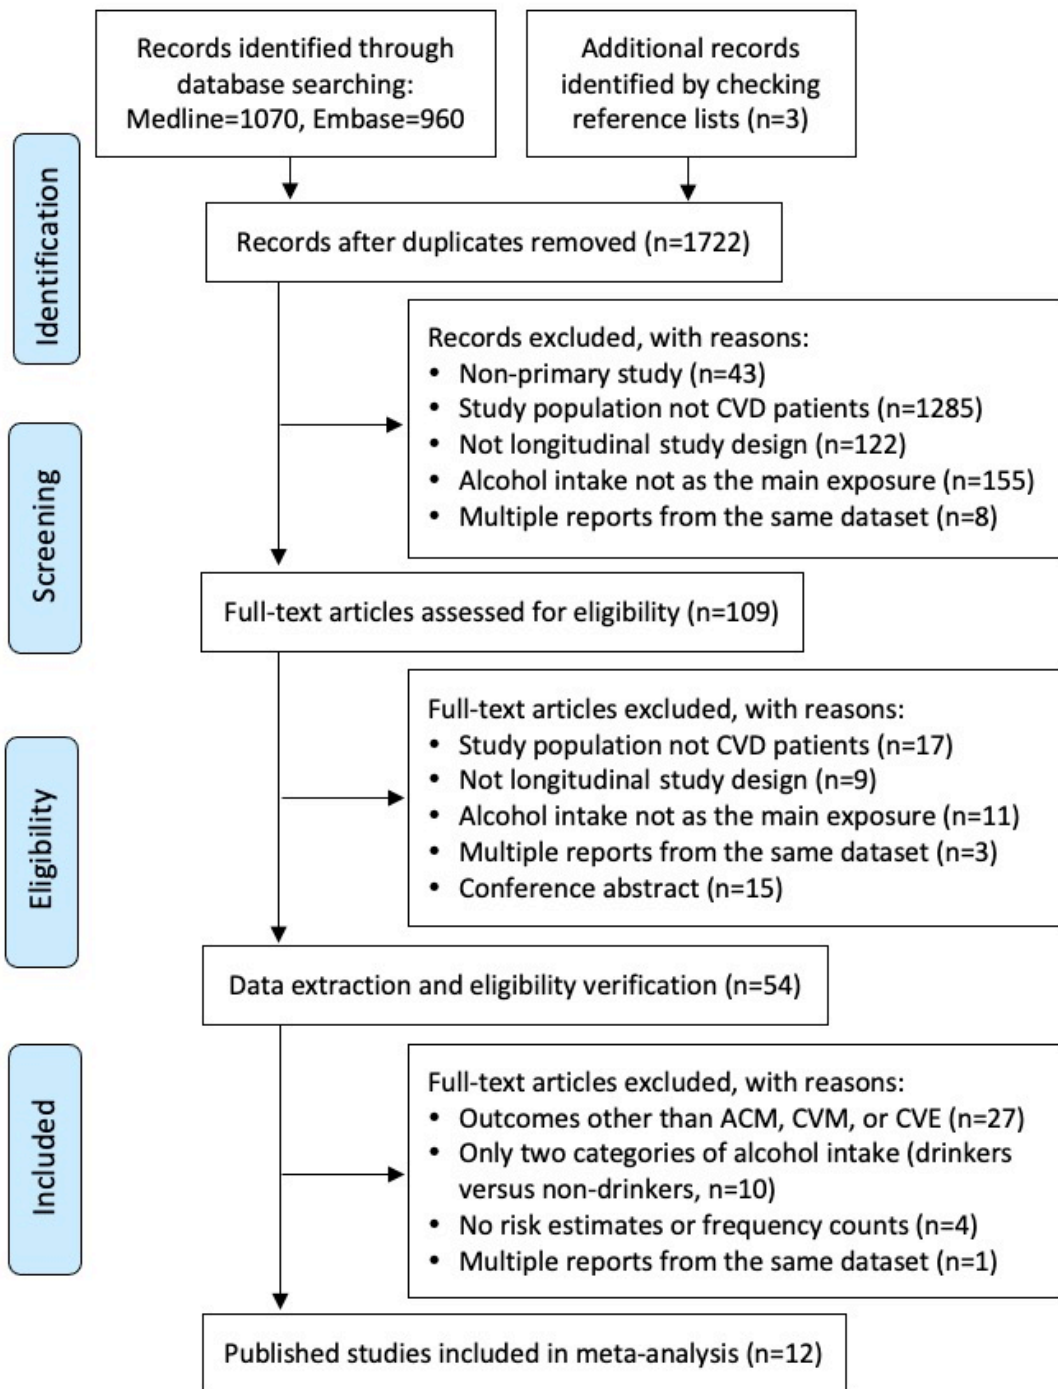 Records identified through
database searching:
Medline=1070, Embase=960
Additional records
identified by checking
reference lists (n=3)
Identification
Records after duplicates removed (n=1722)
Records excluded, with reasons:
• Non-primary study (n=43)
• Study population not CVD patients (n=1285)
• Not longitudinal study design (n=122)
• Alcohol intake not as the main exposure (n=155)
• Multiple reports from the same dataset (n=8)
Screening
Full-text articles assessed for eligibility (n=109)
Full-text articles excluded, with reasons:
• Study population not CVD patients (n=17)
• Not longitudinal study design (n=9)
• Alcohol intake not as the main exposure (n=11)
• Multiple reports from the same dataset (n=3)
• Conference abstract (n=15)
Eligibility
Data extraction and eligibility verification (n=54)
Full-text articles excluded, with reasons:
• Outcomes other than ACM, CVM, or CVE (n=27)
• Only two categories of alcohol intake (drinkers
versus non-drinkers, n=10)
• No risk estimates or frequency counts (n=4)
• Multiple reports from the same dataset (n=1)
Included
Published studies included in meta-analysis (n=12)